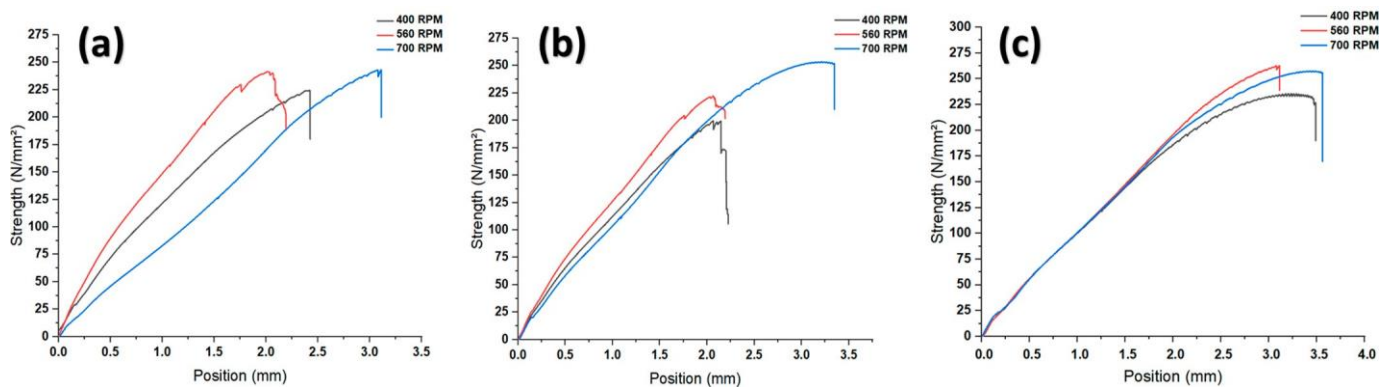 (a)
400 RPM
560 RPM
700 RPM
275
250
225
200
175
150
125
100
75
50
25
0
Strength (N/mm²)
0.0 0.5 1.0 1.5 2.0 2.5 3.0 3.5
Position (mm)
(b)
400 RPM
560 RPM
700 RPM
275
250
225
200
175
150
125
100
75
50
25
0
Strength (N/mm²)
0.0 0.5 1.0 1.5 2.0 2.5 3.0 3.5
Position (mm)
(c)
400 RPM
560 RPM
700 RPM
300
275
250
225
200
175
150
125
100
75
50
25
0
Strength (N/mm²)
0.0 0.5 1.0 1.5 2.0 2.5 3.0 3.5 4.0
Position (mm)